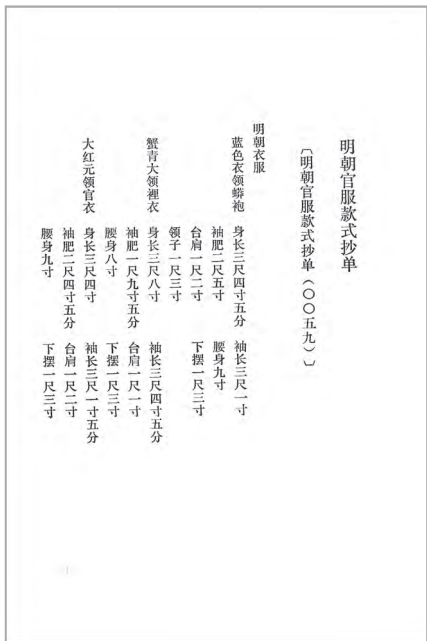 明朝官服款式抄单
〔明朝官服款式抄单(〇〇五九)〕
明朝衣服
蓝色衣领蟒袍 身长三尺四寸五分 袖长三尺一寸
袖肥二尺五寸 腰身九寸
台肩一尺二寸 下摆一尺三寸
领子一尺三寸
蟹青大领裡衣 身长三尺八寸 袖长三尺四寸五分
袖肥一尺九寸五分 台肩一尺一寸
腰身八寸 下摆一尺三寸
大红元领官衣 身长三尺四寸 袖长三尺一寸五分
袖肥二尺四寸五分 台肩一尺二寸
腰身九寸 下摆一尺三寸